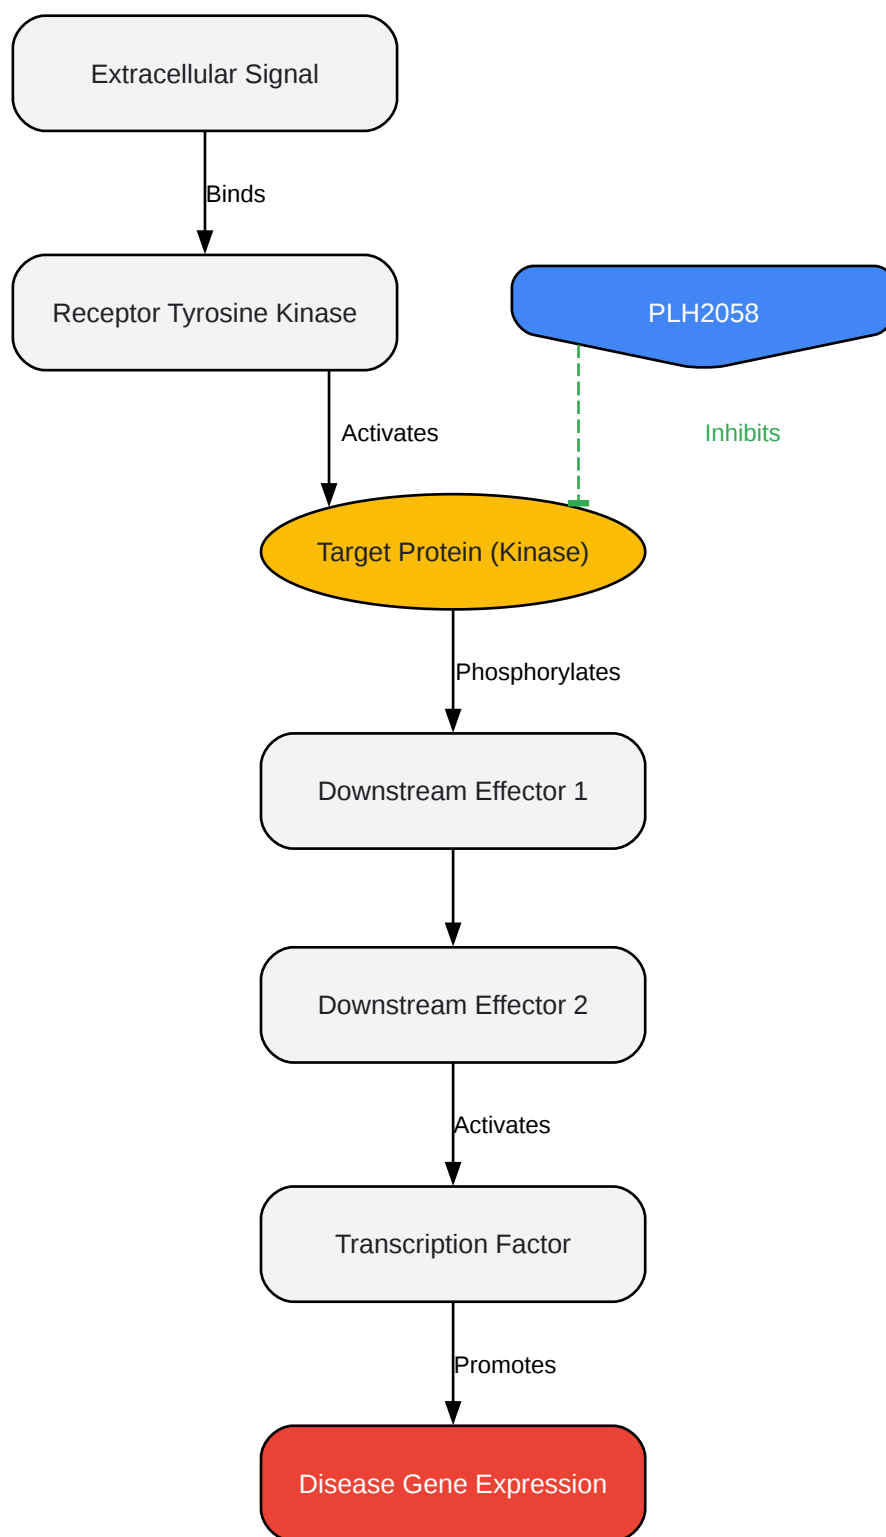 Extracellular Signal
Binds
Receptor Tyrosine Kinase
PLH2058
Activates
Inhibits
Target Protein (Kinase)
Phosphorylates
Downstream Effector 1
Downstream Effector 2
Activates
Transcription Factor
Promotes
Disease Gene Expression